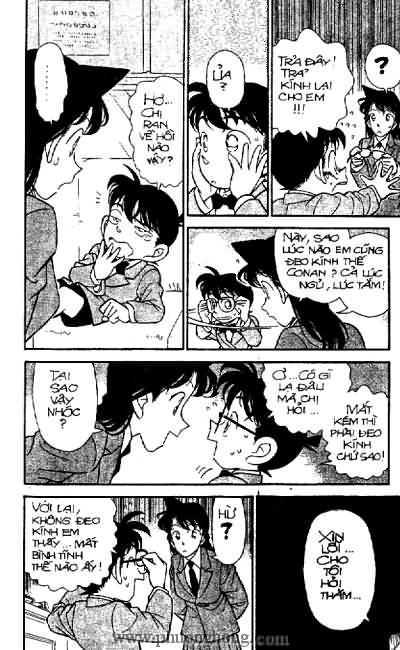 .......
HƠ...
CHỊ
RAN
VỀ HỒI
NÀO
VẬY?
ỦA
?
TRẢ ĐÂY!
TRẢ
KÍNH LẠI
CHO EM
!!!
?
NÀY, SAO
LÚC NÀO EM CŨNG
ĐEO KÍNH THẾ
CONAN? CẢ LÚC
NGỦ, LÚC TẮM!
TẠI
SAO
VẬY
NHÓC
?
Ơ...CÓ GÌ
LẠ ĐÂU
MÀ CHỊ
HỎI...
MẮT
KÉM THÌ
PHẢI ĐEO
KÍNH
CHỨ SAO!
VỚI LẠI,
KHÔNG ĐEO
KÍNH EM
THẤY... MẤT
BÌNH TĨNH
THẾ NÀO ẤY!
HỬ
?
XIN
LỖI...
CHO
TÔI
HỎI
THĂM...